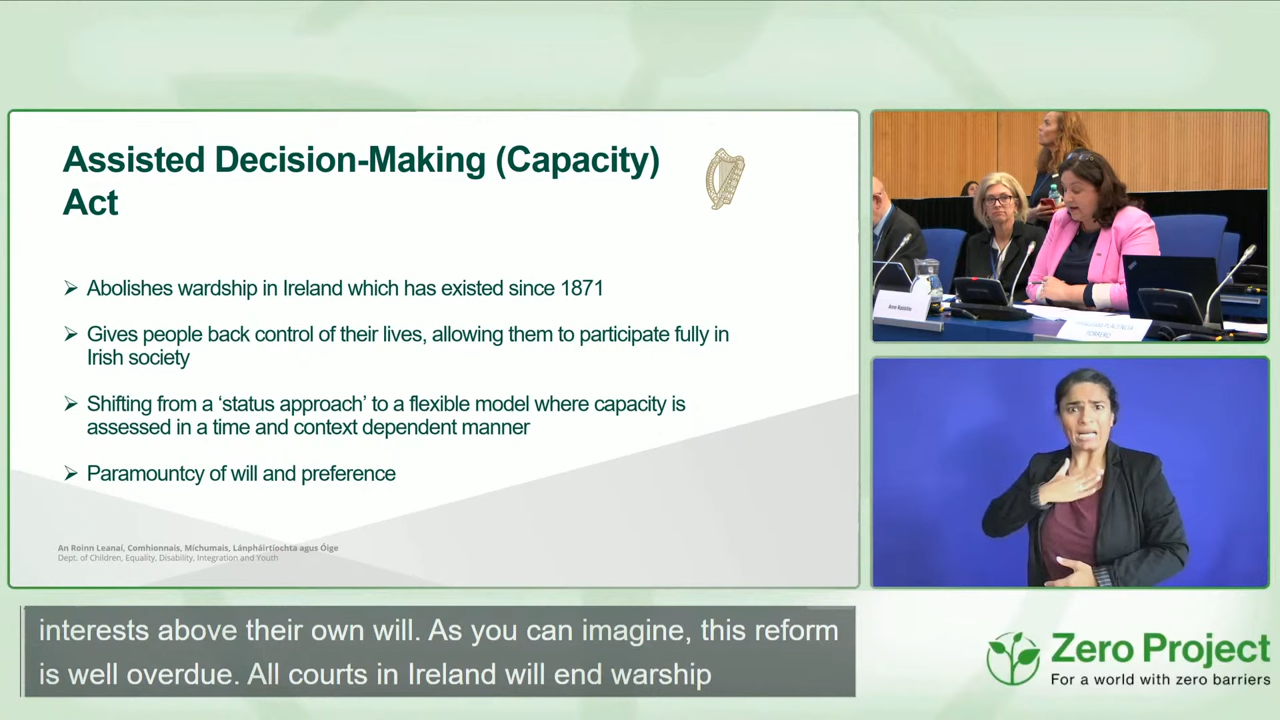 Assisted Decision-Making (Capacity)
Act
➢ Abolishes wardship in Ireland which has existed since 1871
➢ Gives people back control of their lives, allowing them to participate fully in
Irish society
➢ Shifting from a ‘status approach’ to a flexible model where capacity is
assessed in a time and context dependent manner
➢ Paramountcy of will and preference
An Roinn Leanaí, Comhionnais, Míchumais, Lánpháirtíochta agus Óige
Dept. of Children, Equality, Disability, Integration and Youth
interests above their own will. As you can imagine, this reform
is well overdue. All courts in Ireland will end warship
Zero Project
For a world with zero barriers